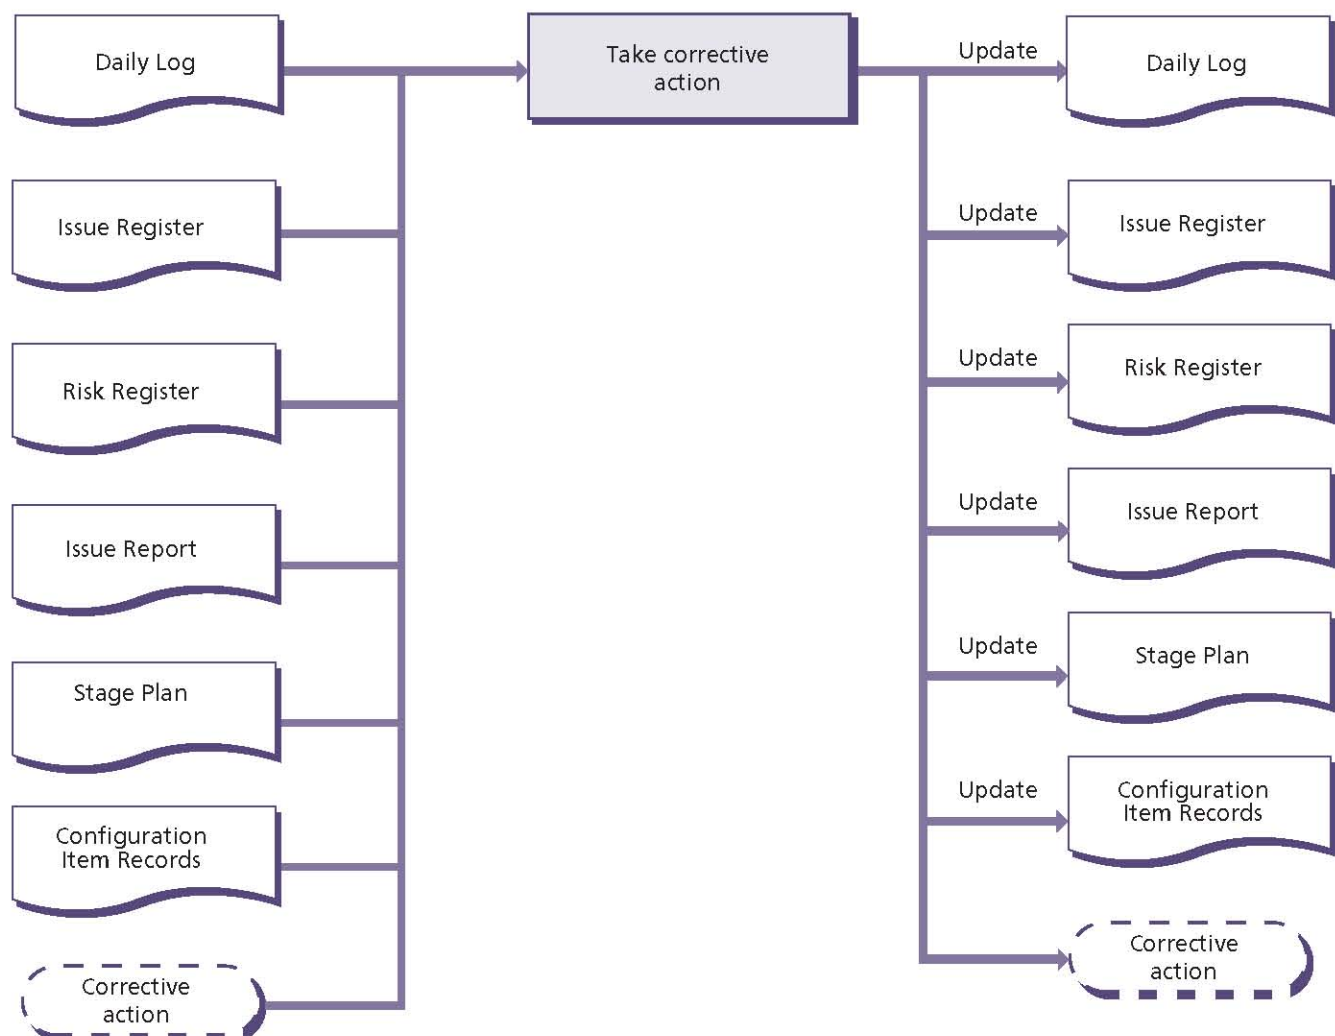 Daily Log
Take corrective
action
Update
Daily Log
Issue Register
Update
Issue Register
Risk Register
Update
Risk Register
Issue Report
Update
Issue Report
Stage Plan
Update
Stage Plan
Configuration
Item Records
Update
Configuration
Item Records
Corrective
action
Corrective
action